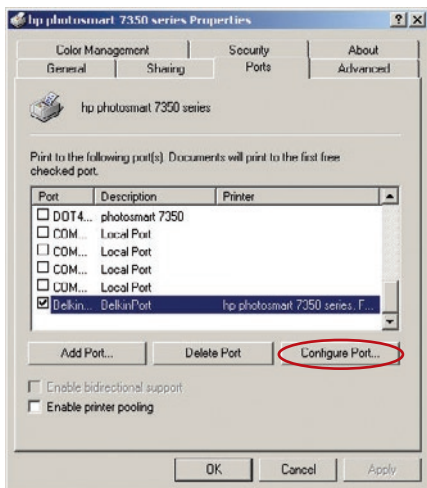 hp photosmart 7350 series Properties
Color Management Security About
General Sharing Ports Advanced
hp photosmart 7350 series
Print to the following port(s). Documents will print to the first free
checked port.
Port Description Printer
DOT4... photosmart 7350
COM... Local Port
COM... Local Port
COM... Local Port
COM... Local Port
Belkin... BelkinPort hp photosmart 7350 series. F...
Add Port... Delete Port Configure Port...
Enable bidirectional support
Enable printer pooling
OK Cancel Apply